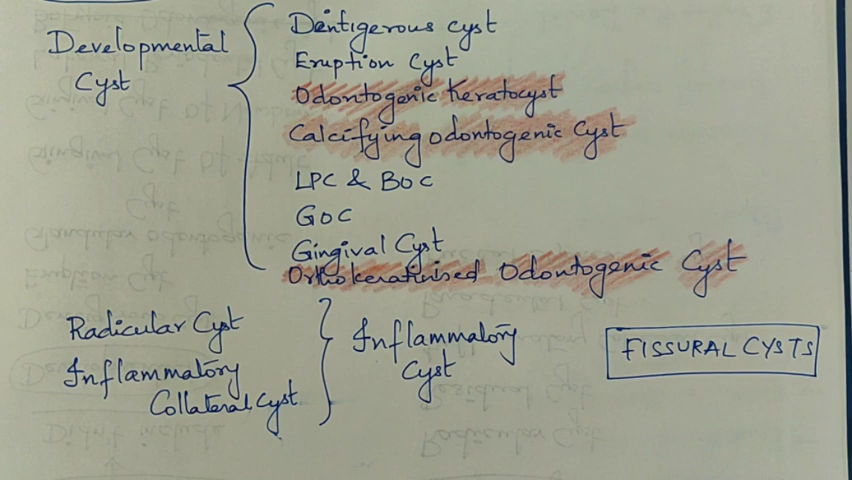 Developmental
Cyst
Dentigerous cyst
Eruption Cyst
Odontogenic Keratocyst
Calcifying odontogenic Cyst
LPC & BOC
GOC
Gingival Cyst
Orthokeratinised Odontogenic Cyst
Radicular Cyst
Inflammatory
Collateral Cyst
Inflammatory
Cyst
FISSURAL CYSTS